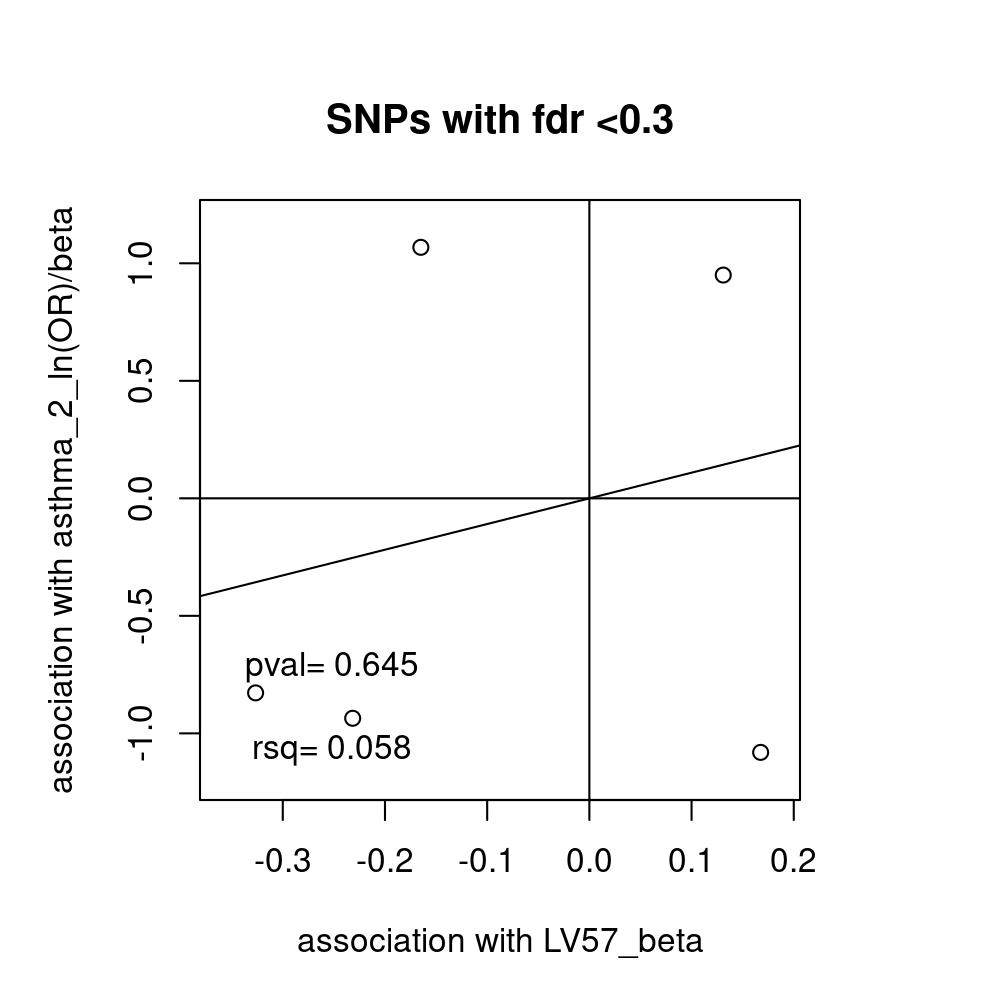 SNPs with fdr <0.3
association with asthma_2_ln(OR)/beta
1.0
0.5
0.0
-0.5
-1.0
pval= 0.645
rsq= 0.058
-0.3 -0.2 -0.1 0.0 0.1 0.2
association with LV57_beta